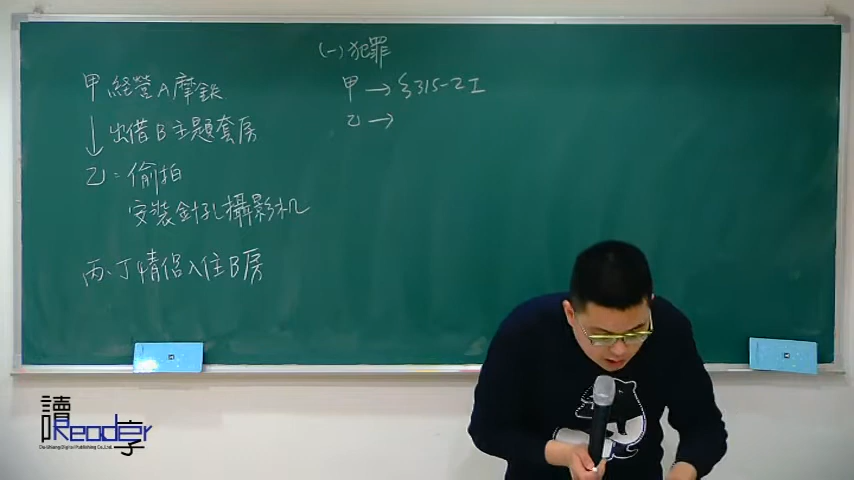 甲經營A摩鐵
↓出借B主題套房
乙=偷拍
安裝針孔攝影机
丙、丁情侶入住B房
(一)犯罪
甲→§315-2I
乙→
讀享
Reader